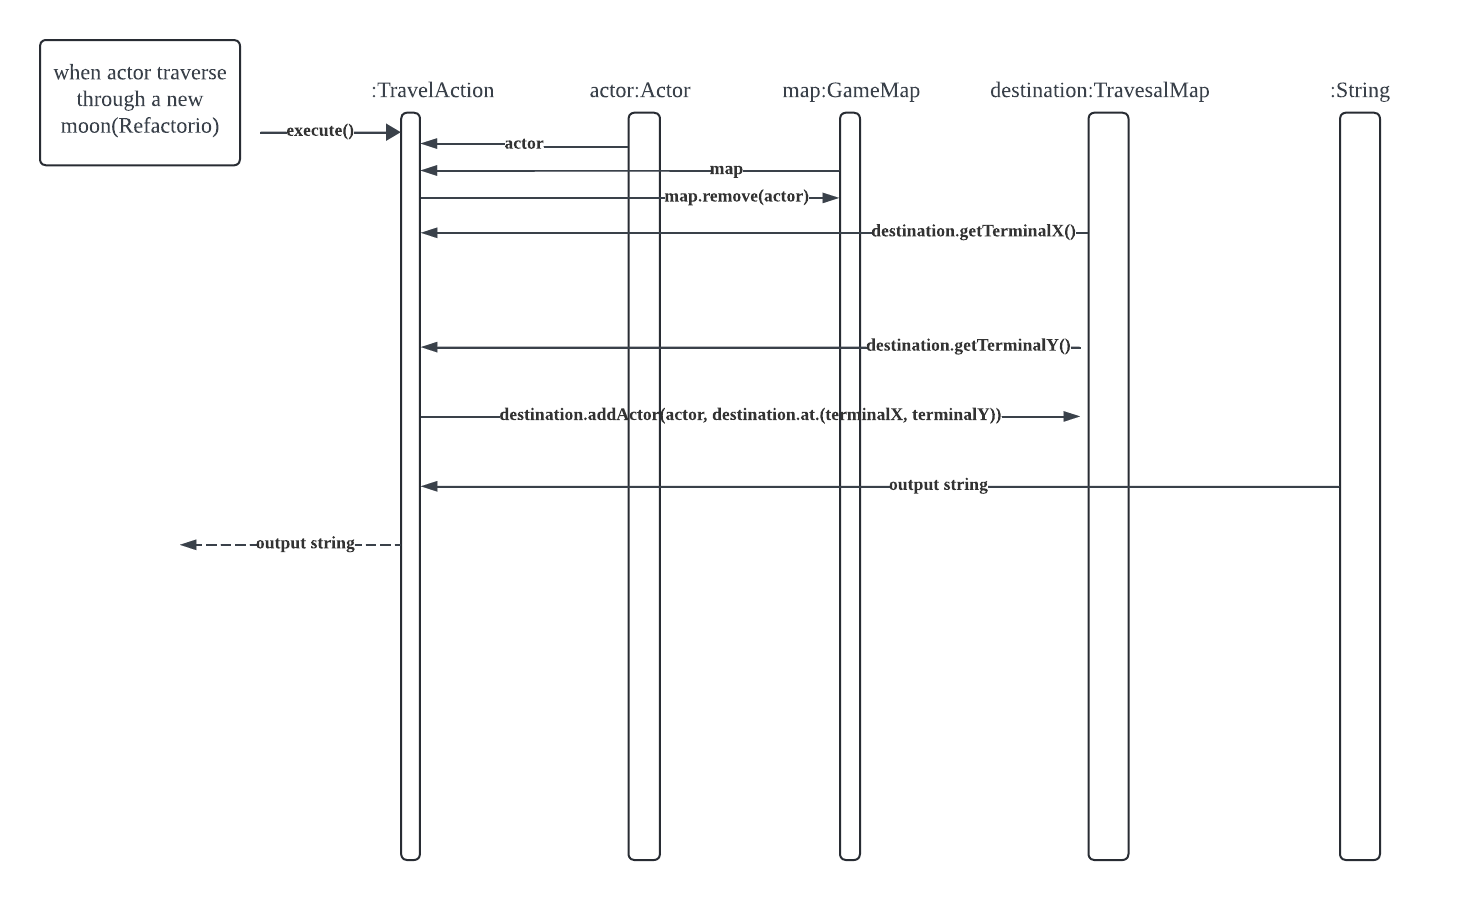 when actor traverse
through a new
moon(Refactorio)
:TravelAction
actor:Actor
map:GameMap
destination:TravesalMap
:String
execute()
actor
map
map.remove(actor)
destination.getTerminalX()
destination.getTerminalY()
destination.addActor(actor, destination.at.(terminalX, terminalY))
output string
output string